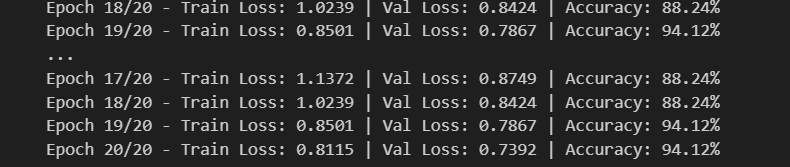 Epoch 18/20 - Train Loss: 1.0239 | Val Loss: 0.8424 | Accuracy: 88.24%
Epoch 19/20 - Train Loss: 0.8501 | Val Loss: 0.7867 | Accuracy: 94.12%
...
Epoch 17/20 - Train Loss: 1.1372 | Val Loss: 0.8749 | Accuracy: 88.24%
Epoch 18/20 - Train Loss: 1.0239 | Val Loss: 0.8424 | Accuracy: 88.24%
Epoch 19/20 - Train Loss: 0.8501 | Val Loss: 0.7867 | Accuracy: 94.12%
Epoch 20/20 - Train Loss: 0.8115 | Val Loss: 0.7392 | Accuracy: 94.12%